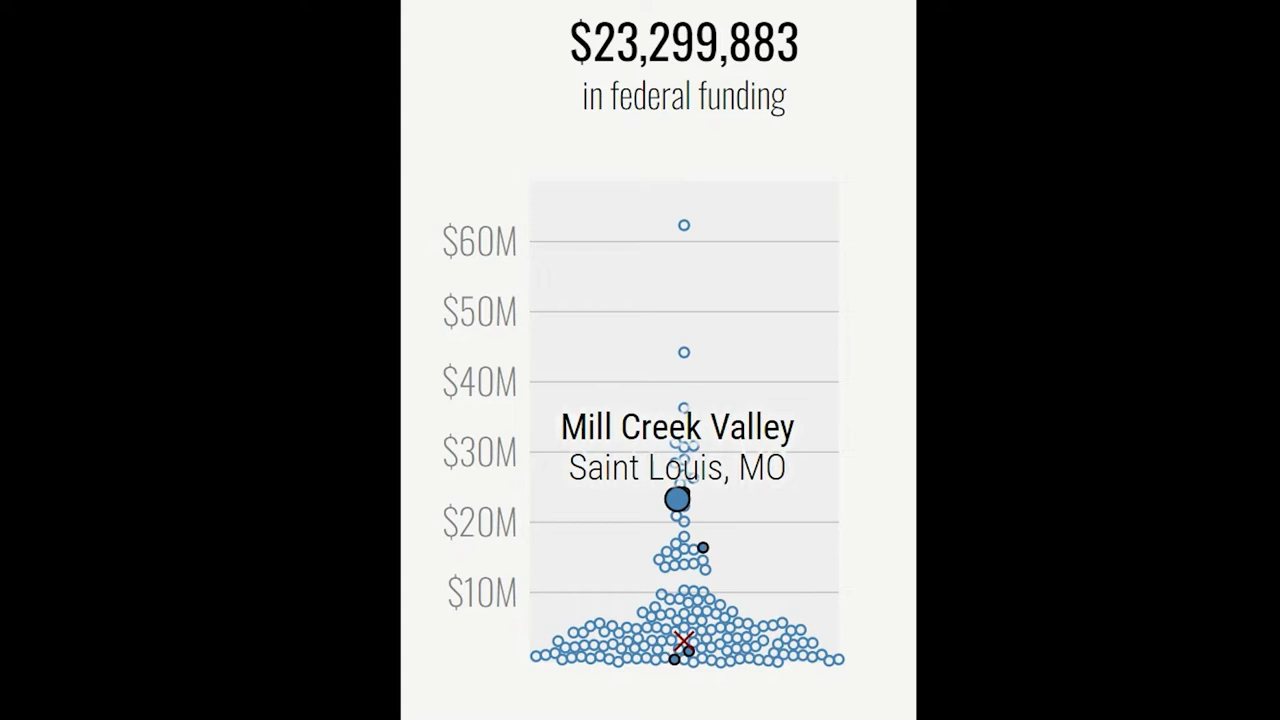 $23,299,883
in federal funding
$60M
$50M
$40M
Mill Creek Valley
$30M
Saint Louis, MO
$20M
$10M